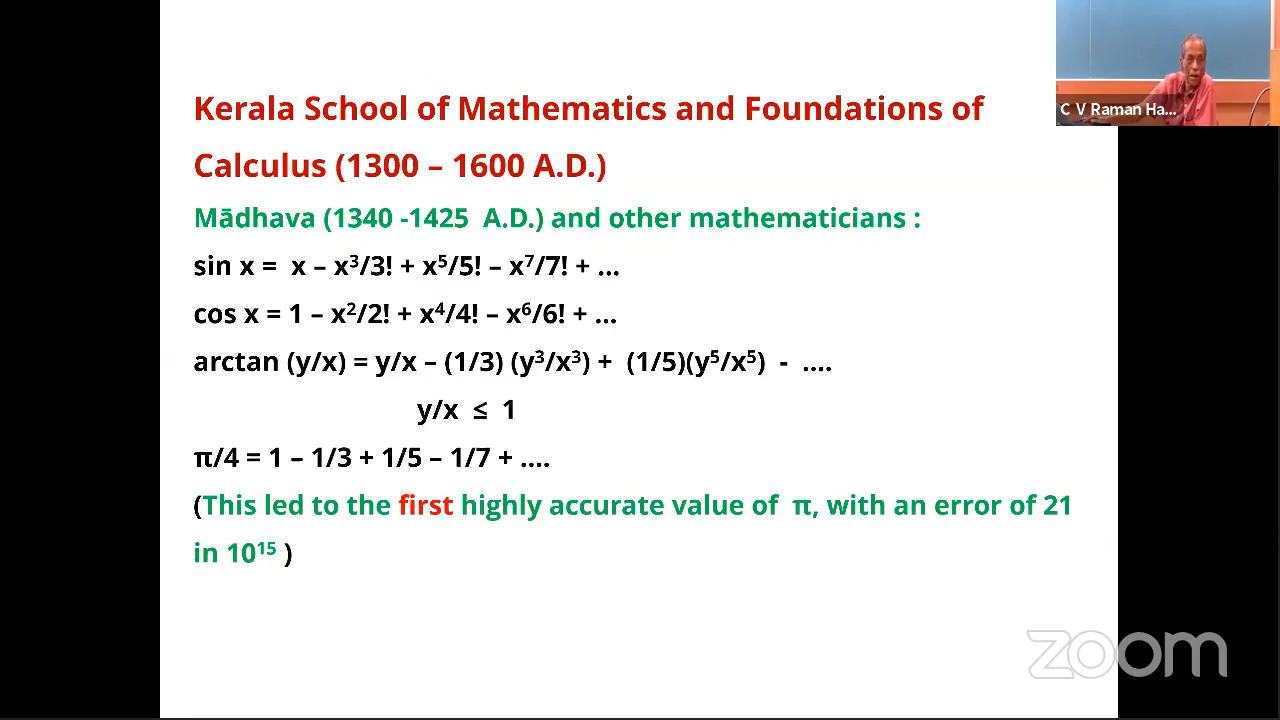 Kerala School of Mathematics and Foundations of
Calculus (1300 – 1600 A.D.)
Mādhava (1340 -1425 A.D.) and other mathematicians :
sin x = x – x³/3! + x⁵/5! – x⁷/7! + ...
cos x = 1 – x²/2! + x⁴/4! – x⁶/6! + ...
arctan (y/x) = y/x – (1/3) (y³/x³) + (1/5)(y⁵/x⁵) - ....
y/x ≤ 1
π/4 = 1 – 1/3 + 1/5 – 1/7 + ....
(This led to the first highly accurate value of π, with an error of 21
in 10¹⁵ )
C V Raman Ha...
zoom